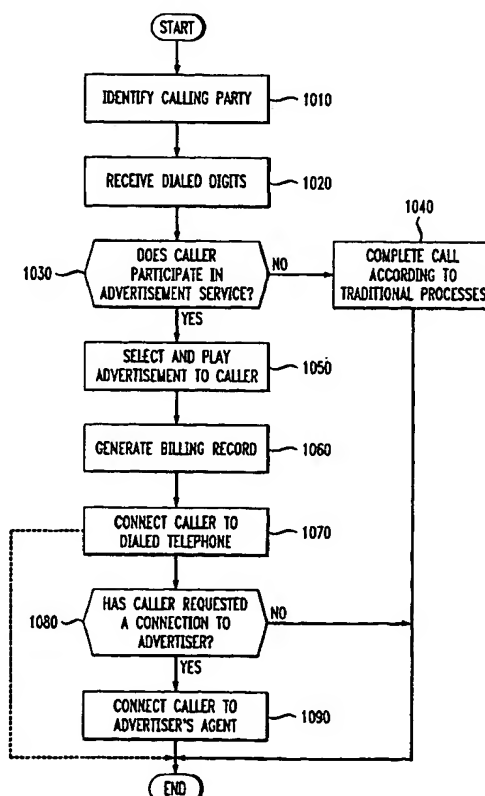 START
IDENTIFY CALLING PARTY
1010
RECEIVE DIALED DIGITS
1020
1030
DOES CALLER
PARTICIPATE IN
ADVERTISEMENT SERVICE?
NO
YES
1040
COMPLETE CALL
ACCORDING TO
TRADITIONAL PROCESSES
SELECT AND PLAY
ADVERTISEMENT TO CALLER
1050
GENERATE BILLING RECORD
1060
CONNECT CALLER TO
DIALED TELEPHONE
1070
1080
HAS CALLER REQUESTED
A CONNECTION TO
ADVERTISER?
NO
YES
CONNECT CALLER TO
ADVERTISER'S AGENT
1090
END